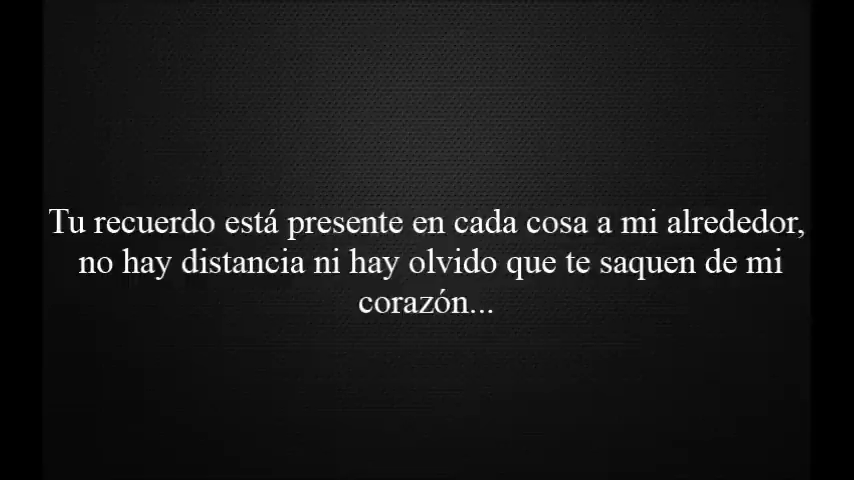 Tu recuerdo está presente en cada cosa a mi alrededor,
no hay distancia ni hay olvido que te saquen de mi
corazón...